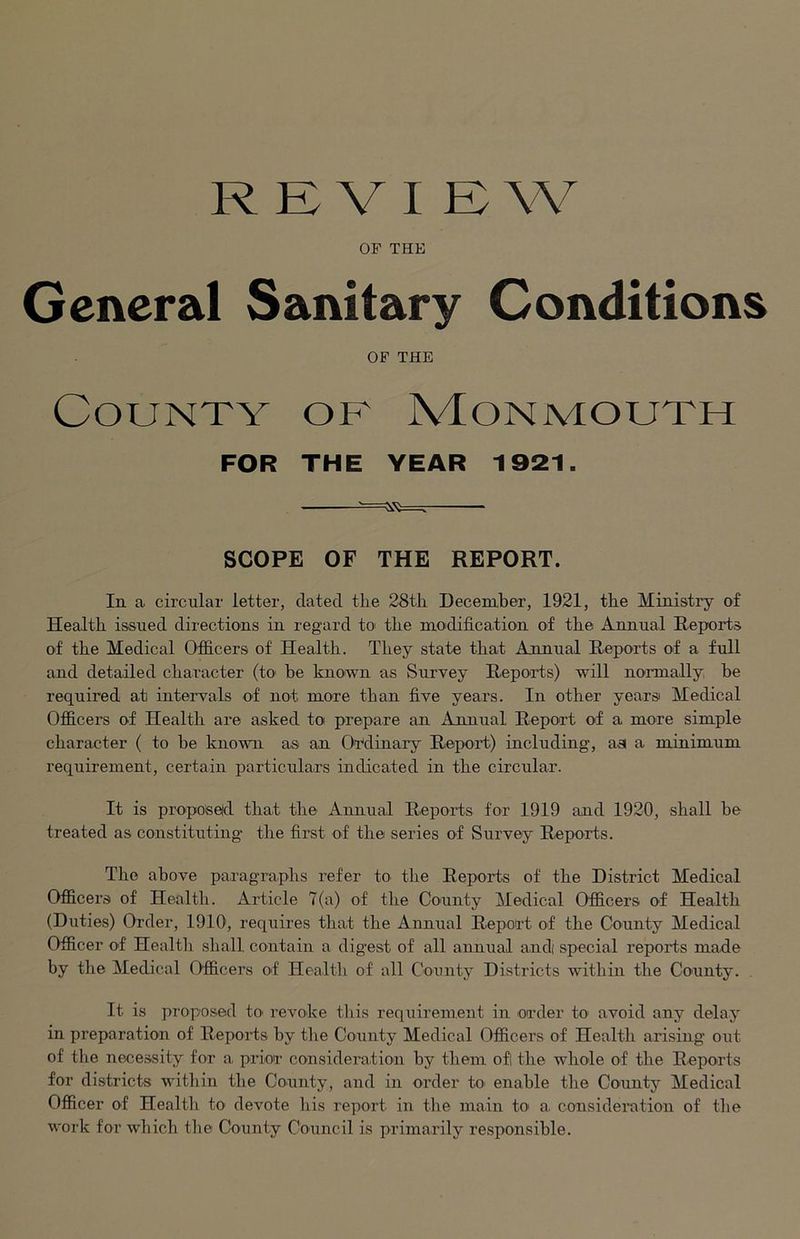 REVIEW
OF THE
General Sanitary Conditions
OF THE
COUNTY OF MONMOUTH
FOR THE YEAR 1921.
SCOPE OF THE REPORT.
In a circular letter, dated the 28th December, 1921, the Ministry of
Health issued directions in regard to the modification of the Annual Reports
of the Medical Officers of Health. They state that Annual Reports of a full
and detailed character (to be known as Survey Reports) will normally be
required at intervals of not more than five years. In other years Medical
Officers of Health are asked to prepare an Annual Report of a more simple
character ( to be known as an Ordinary Report) including, as a minimum
requirement, certain particulars indicated in the circular.
It is proposed that the Annual Reports for 1919 and 1920, shall be
treated as constituting the first of the series of Survey Reports.
The above paragraphs refer to the Reports of the District Medical
Officers of Health. Article 7(a) of the County Medical Officers of Health
(Duties) Order, 1910, requires that the Annual Report of the County Medical
Officer of Health shall contain a digest of all annual and special reports made
by the Medical Officers of Health of all County Districts within the County.
It is proposed to revoke this requirement in order to avoid any delay
in preparation of Reports by the County Medical Officers of Health arising out
of the necessity for a prior consideration by them of the whole of the Reports
for districts within the County, and in order to enable the County Medical
Officer of Health to devote his report in the main to a consideration of the
work for which the County Council is primarily responsible.